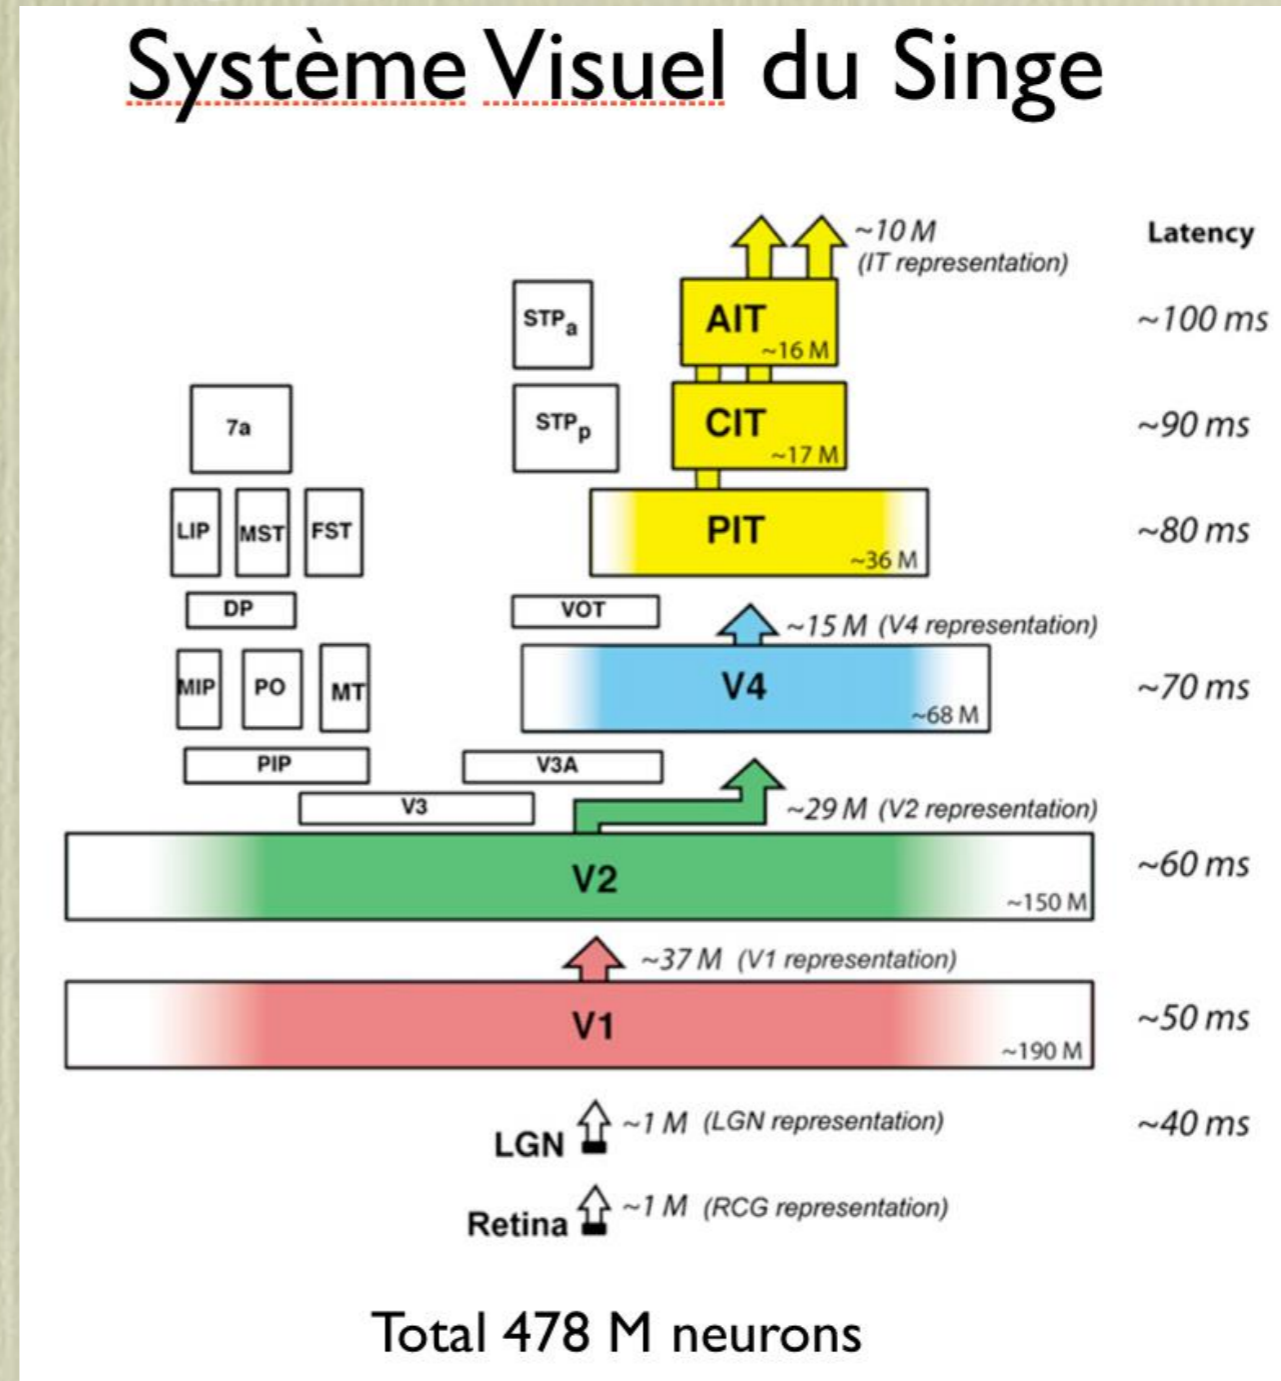 Système Visuel du Singe
~10 M
(IT representation)
Latency
STPa
AIT
~16 M
~100 ms
7a
STPp
CIT
~17 M
~90 ms
LIP
MST
FST
PIT
~36 M
~80 ms
DP
VOT
~15 M (V4 representation)
MIP
PO
MT
V4
~68 M
~70 ms
PIP
V3A
V3
~29 M (V2 representation)
V2
~150 M
~60 ms
~37 M (V1 representation)
V1
~190 M
~50 ms
LGN
~1 M (LGN representation)
~40 ms
Retina
~1 M (RCG representation)
Total 478 M neurons